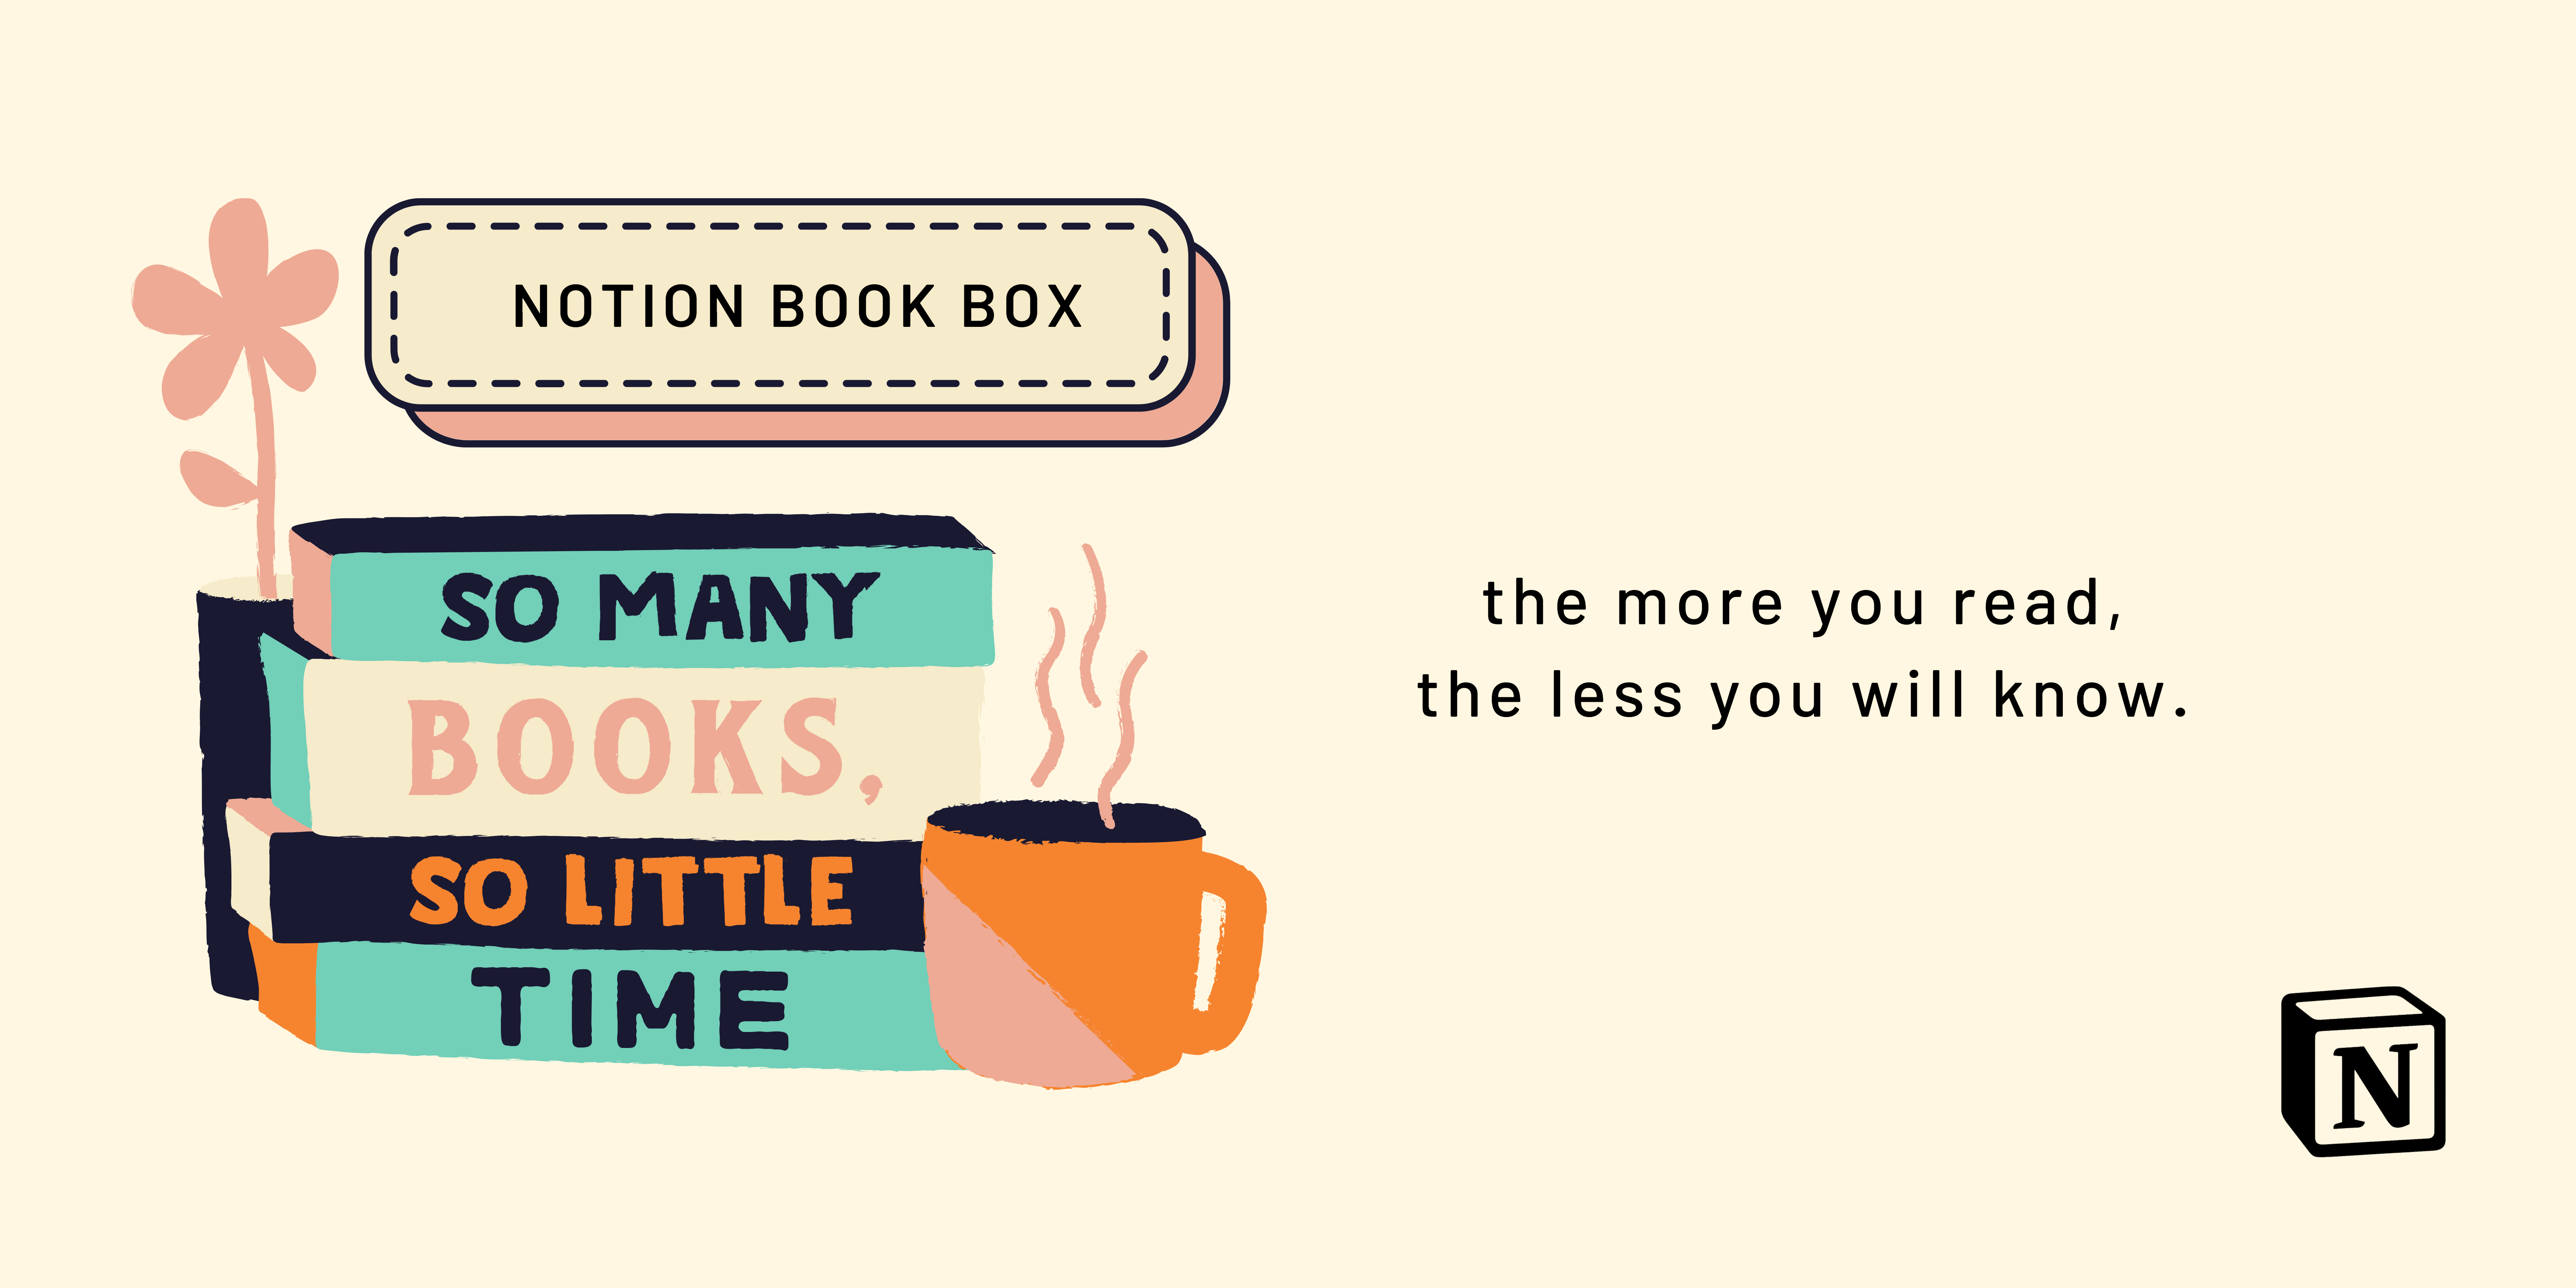 NOTION BOOK BOX
SO MANY
BOOKS,
SO LITTLE
TIME
the more you read,
the less you will know.
N